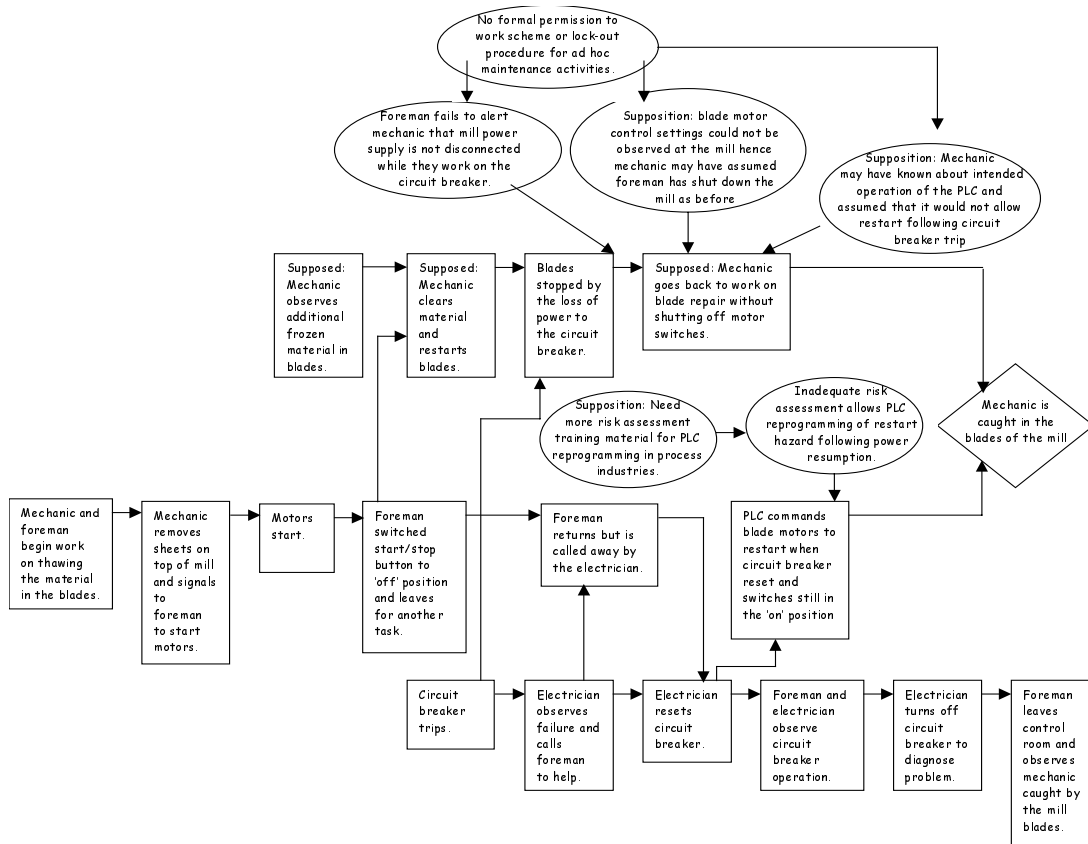 No formal permission to
work scheme or lock-out
procedure for ad hoc
maintenance activities.
Foreman fails to alert
mechanic that mill power
supply is not disconnected
while they work on the
circuit breaker.
Supposition: blade motor
control settings could not be
observed at the mill hence
mechanic may have assumed
foreman has shut down the
mill as before
Supposition: Mechanic
may have known about intended
operation of the PLC and
assumed that it would not allow
restart following circuit
breaker trip
Supposed:
Mechanic
observes
additional
frozen
material in
blades.
Supposed:
Mechanic
clears
material
and
restarts
blades.
Blades
stopped by
the loss of
power to
the circuit
breaker.
Supposed: Mechanic
goes back to work on
blade repair without
shutting off motor
switches.
Supposition: Need
more risk assessment
training material for PLC
reprogramming in process
industries.
Inadequate risk
assessment allows PLC
reprogramming of restart
hazard following power
resumption.
Mechanic is
caught in the
blades of the mill
Mechanic and
foreman
begin work
on thawing
the material
in the blades.
Mechanic
removes
sheets on
top of mill
and signals
to
foreman
to start
motors.
Motors
start.
Foreman
switched
start/stop
button to
'off' position
and leaves
for another
task.
Foreman
returns but is
called away by
the electrician.
PLC commands
blade motors to
restart when
circuit breaker
reset and
switches still in
the 'on' position
Circuit
breaker
trips.
Electrician
observes
failure and
calls
foreman
to help.
Electrician
resets
circuit
breaker.
Foreman and
electrician
observe
circuit
breaker
operation.
Electrician
turns off
circuit
breaker to
diagnose
problem.
Foreman
leaves
control
room and
observes
mechanic
caught by
the mill
blades.